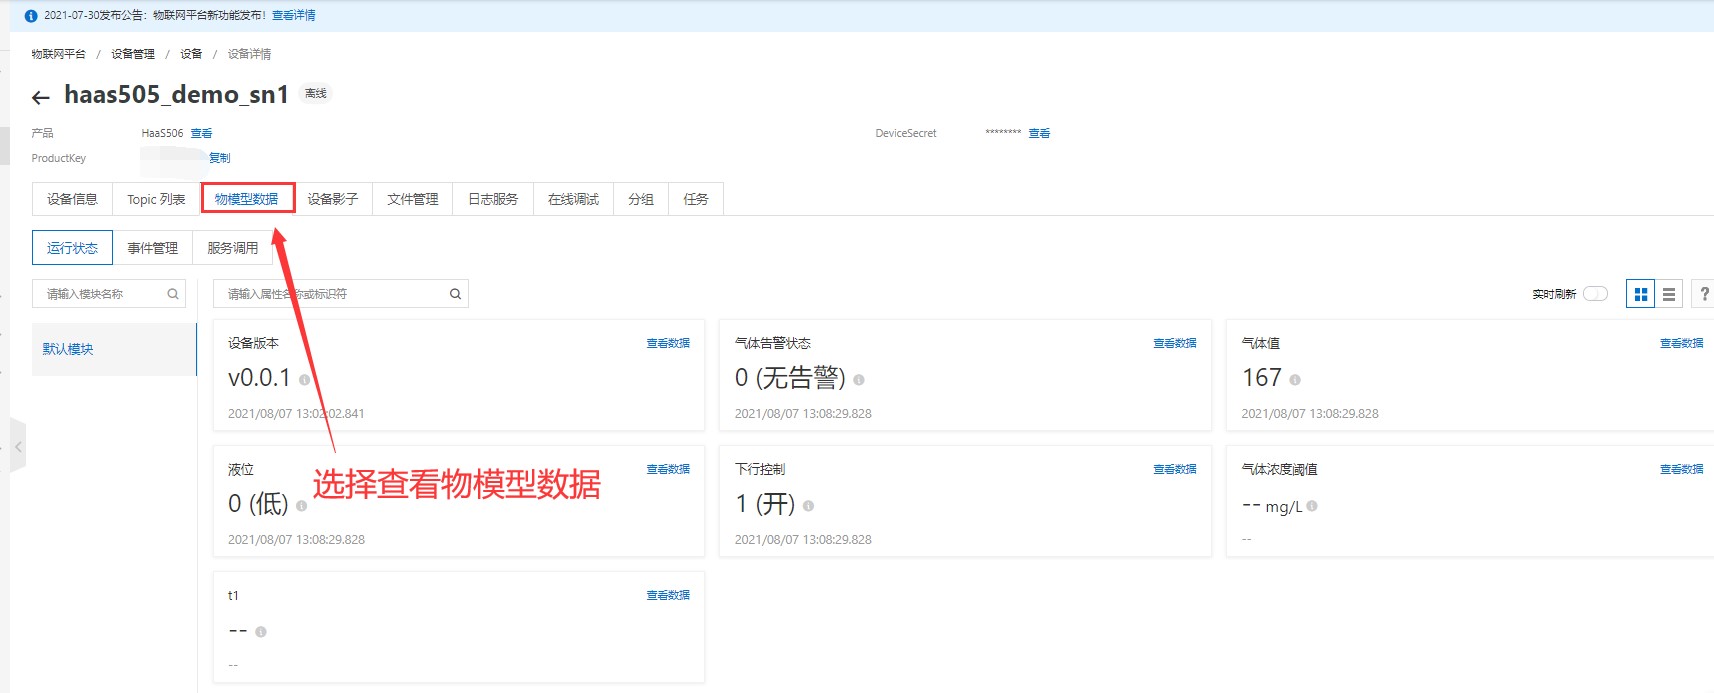 2021-07-30发布公告：物联网平台新功能发布！ 查看详情
物联网平台 / 设备管理 / 设备 / 设备详情
← haas505_demo_sn1 离线
产品 HaaS506 查看 DeviceSecret ******** 查看
ProductKey 复制
设备信息 Topic 列表 物模型数据 设备影子 文件管理 日志服务 在线调试 分组 任务
运行状态 事件管理 服务调用
请输入模块名称 请输入属性名称或标识符 实时刷新 ?
默认模块
设备版本 查看数据 气体告警状态 查看数据 气体值 查看数据
v0.0.1 0 (无告警) 167
2021/08/07 13:02:02.841 2021/08/07 13:08:29.828 2021/08/07 13:08:29.828
液位 查看数据 下行控制 查看数据 气体浓度阈值 查看数据
选择查看物模型数据
0 (低) 1 (开) -- mg/L
2021/08/07 13:08:29.828 2021/08/07 13:08:29.828 --
t1 查看数据
--
--